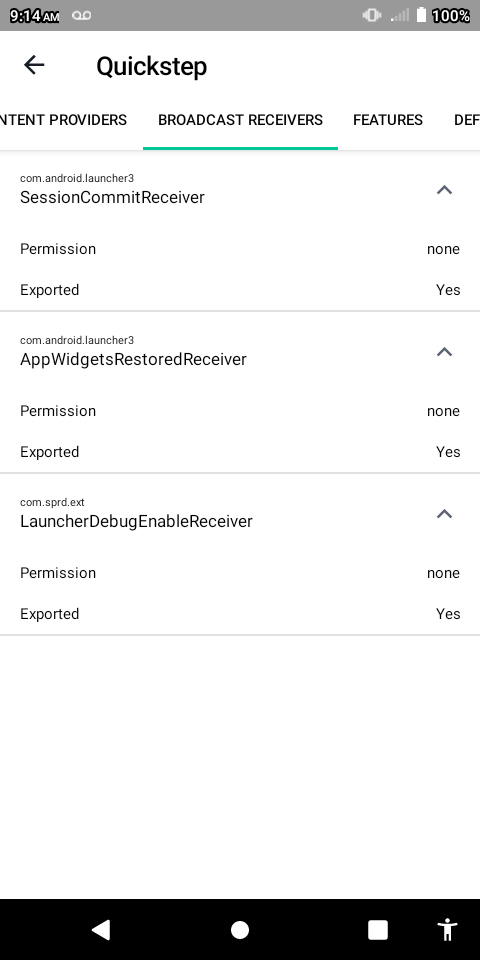 9:14 AM 100%
Quickstep
NTENT PROVIDERS BROADCAST RECEIVERS FEATURES DEF
com.android.launcher3
SessionCommitReceiver
Permission none
Exported Yes
com.android.launcher3
AppWidgetsRestoredReceiver
Permission none
Exported Yes
com.sprd.ext
LauncherDebugEnableReceiver
Permission none
Exported Yes